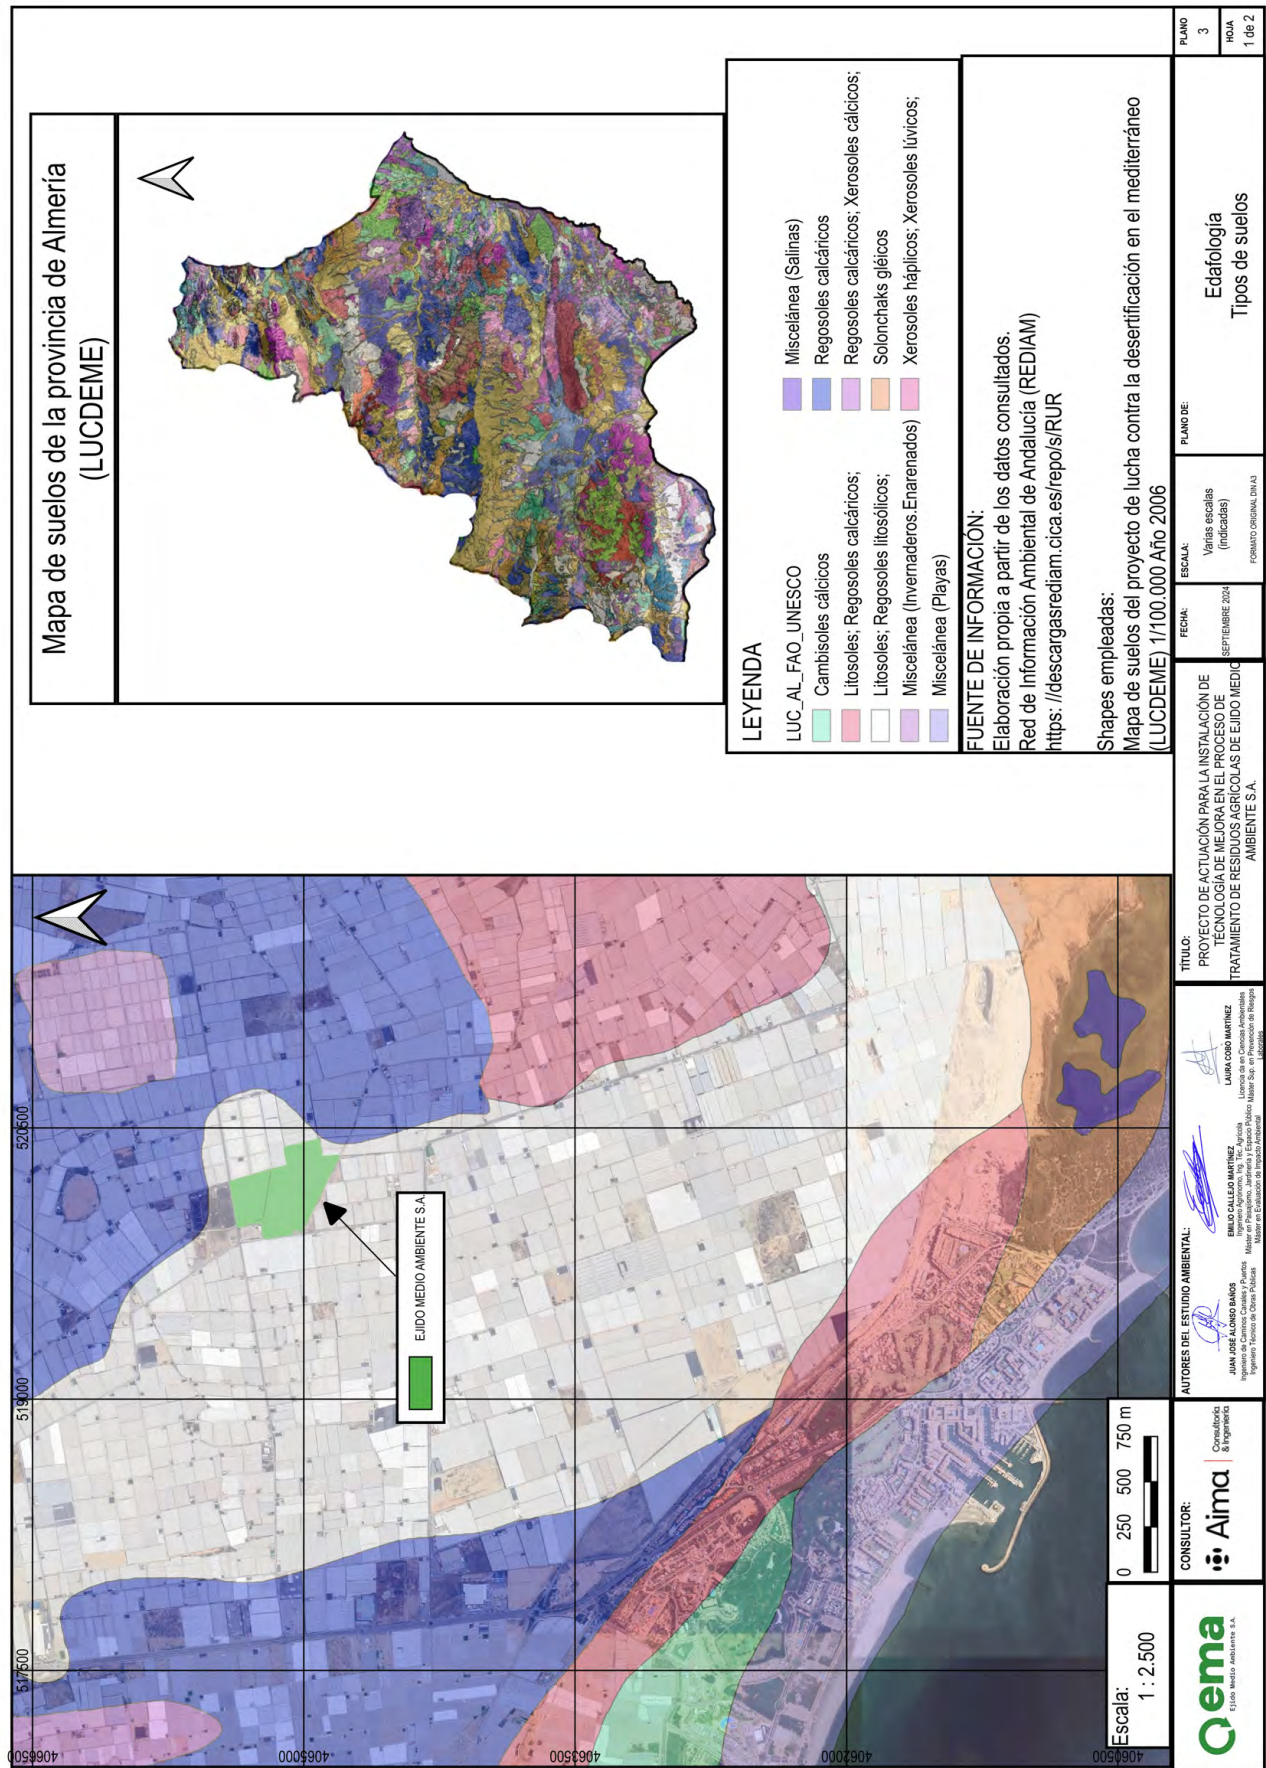 Mapa de suelos de la provincia de Almería
(LUCDEME)
LEYENDA
LUC_AL_FAO_UNESCO
Cambisoles cálcicos
Litosoles; Regosoles calcáricos;
Litosoles; Regosoles litosólicos;
Miscelánea (Invernaderos.Enarenados)
Miscelánea (Playas)
Miscelánea (Salinas)
Regosoles calcáricos
Regosoles calcáricos; Xerosoles cálcicos;
Solonchaks gléicos
Xerosoles háplicos; Xerosoles lúvicos;
FUENTE DE INFORMACIÓN:
Elaboración propia a partir de los datos consultados.
Red de Información Ambiental de Andalucía (REDIAM)
https: //descargasrediam.cica.es/repo/s/RUR
Shapes empleadas:
Mapa de suelos del proyecto de lucha contra la desertificación en el mediterráneo
(LUCDEME) 1/100.000 Año 2006
517500
519000
520500
4066500
4065000
4063500
4062000
4060500
EJIDO MEDIO AMBIENTE S.A.
Escala:
1 : 2.500
0 250 500 750 m
Qema
Ejido Medio Ambiente S.A.
CONSULTOR:
Aima
Consultoría
& Ingeniería
AUTORES DEL ESTUDIO AMBIENTAL:
JUAN JOSÉ ALONSO BAÑOS
Ingeniero de Caminos Canales y Puertos
Ingeniero Técnico de Obras Públicas
EMILIO CALLEJO MARTÍNEZ
Ingeniero Agrónomo, Ing. Téc. Agrícola
Máster en Paisajismo, Jardinería y Espacio Público
Máster en Evaluación de Impacto Ambiental
LAURA COBO MARTÍNEZ
Licencia da en Ciencias Ambientales
Máster Sup. en Prevención de Riesgos
Laborales
TÍTULO:
PROYECTO DE ACTUACIÓN PARA LA INSTALACIÓN DE
TÉCNOLOGÍA DE MEJORA EN EL PROCESO DE
TRATAMIENTO DE RESIDUOS AGRÍCOLAS DE EJIDO MEDIO
AMBIENTE S.A.
FECHA:
SEPTIEMBRE 2024
ESCALA:
Varias escalas
(indicadas)
FORMATO ORIGINAL DIN A3
PLANO DE:
Edafología
Tipos de suelos
PLANO
3
HOJA
1 de 2